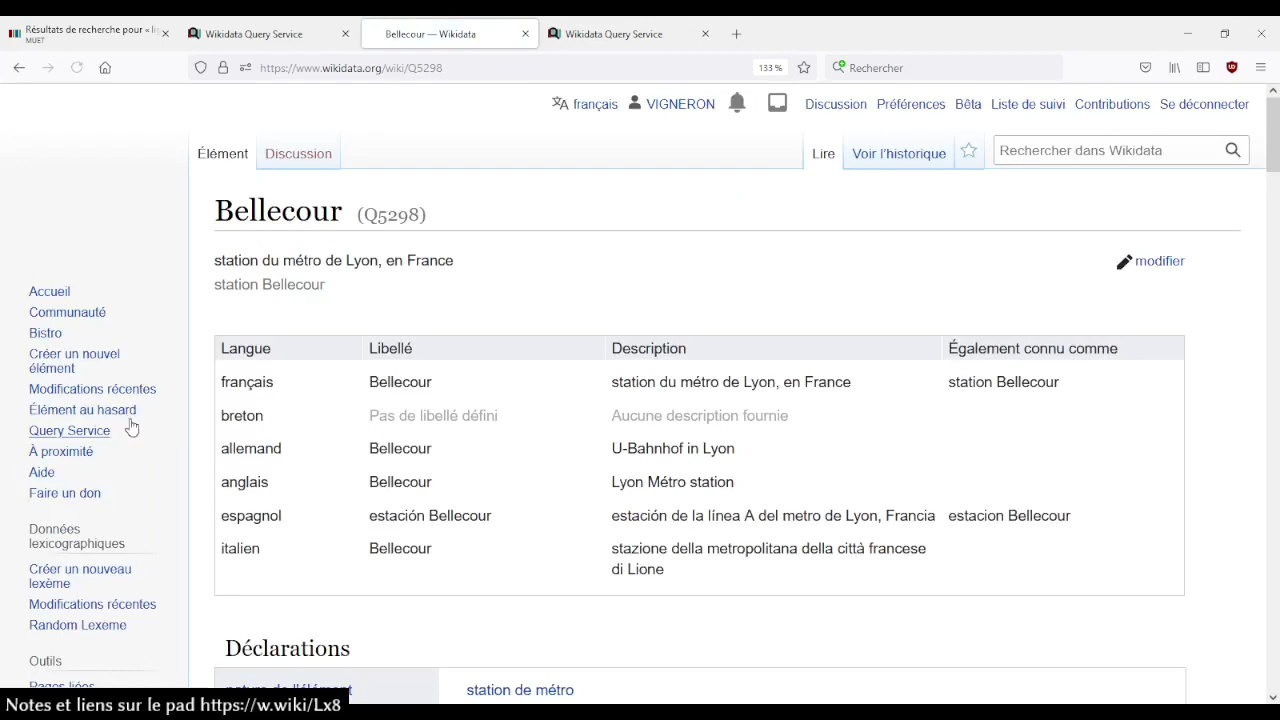 Résultats de recherche pour « li
MUET
Wikidata Query Service
Bellecour — Wikidata
Wikidata Query Service
https://www.wikidata.org/wiki/Q5298
133 %
Rechercher
français VIGNERON Discussion Préférences Bêta Liste de suivi Contributions Se déconnecter
Élément Discussion Lire Voir l'historique Rechercher dans Wikidata
Bellecour (Q5298)
station du métro de Lyon, en France
modifier
station Bellecour
Accueil
Communauté
Bistro
Créer un nouvel
élément
Modifications récentes
Élément au hasard
Query Service
À proximité
Aide
Faire un don
Données
lexicographiques
Créer un nouveau
lexème
Modifications récentes
Random Lexeme
Outils
Pages liées
Langue Libellé Description Également connu comme
français Bellecour station du métro de Lyon, en France station Bellecour
breton Pas de libellé défini Aucune description fournie
allemand Bellecour U-Bahnhof in Lyon
anglais Bellecour Lyon Métro station
espagnol estación Bellecour estación de la línea A del metro de Lyon, Francia estacion Bellecour
italien Bellecour stazione della metropolitana della città francese
di Lione
Déclarations
nature de l'élément station de métro
Notes et liens sur le pad https://w.wiki/Lx8